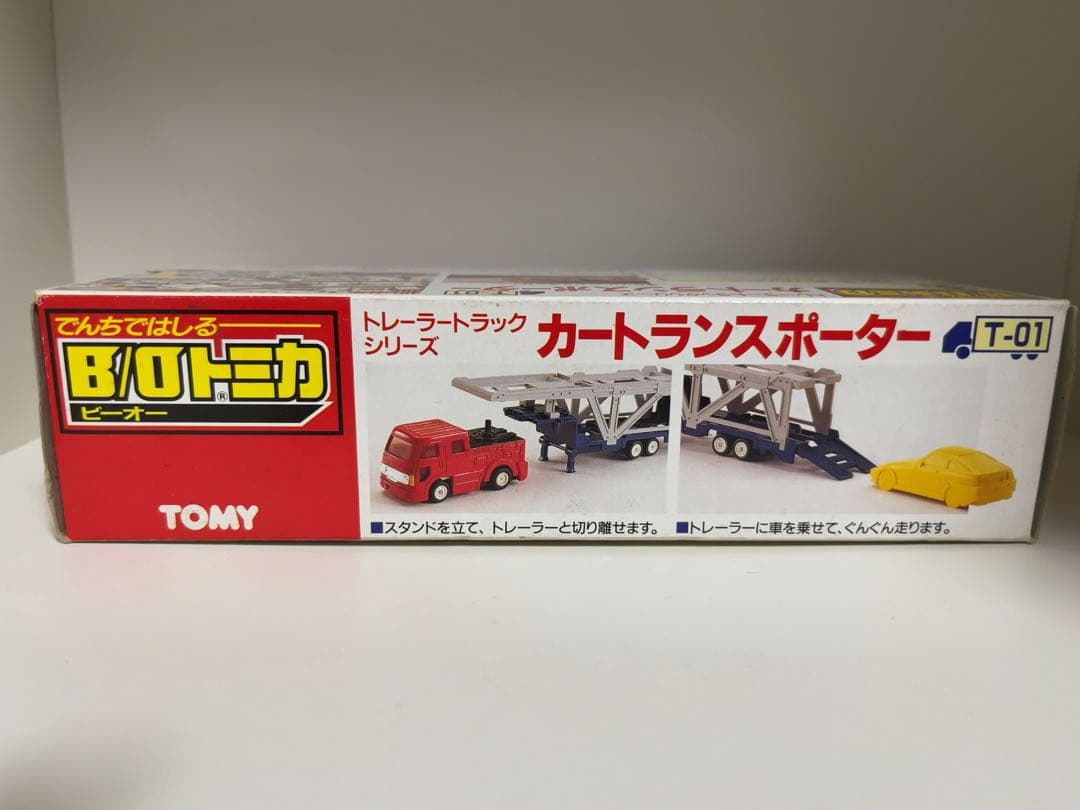 でんちではしる
B/Oトミカ®
ビーオー
TOMY
トレーラートラック
シリーズ
カートランスポーター
T-01
■スタンドを立て、トレーラーと切り離せます。
■トレーラーに車を乗せて、ぐんぐん走ります。